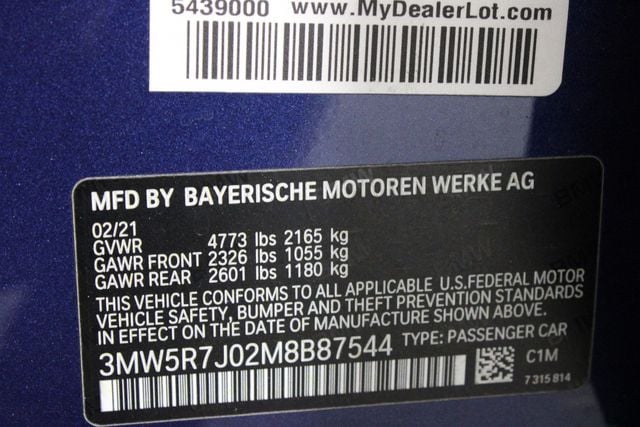 5439000 www.MyDealerLot.com
MFD BY BAYERISCHE MOTOREN WERKE AG
02/21
GVWR 4773 lbs 2165 kg
GAWR FRONT 2326 lbs 1055 kg
GAWR REAR 2601 lbs 1180 kg
THIS VEHICLE CONFORMS TO ALL APPLICABLE U.S.FEDERAL MOTOR
VEHICLE SAFETY, BUMPER AND THEFT PREVENTION STANDARDS
IN EFFECT ON THE DATE OF MANUFACTURE SHOWN ABOVE.
3MW5R7J02M8B87544 TYPE: PASSENGER CAR
C1M
7 315 814